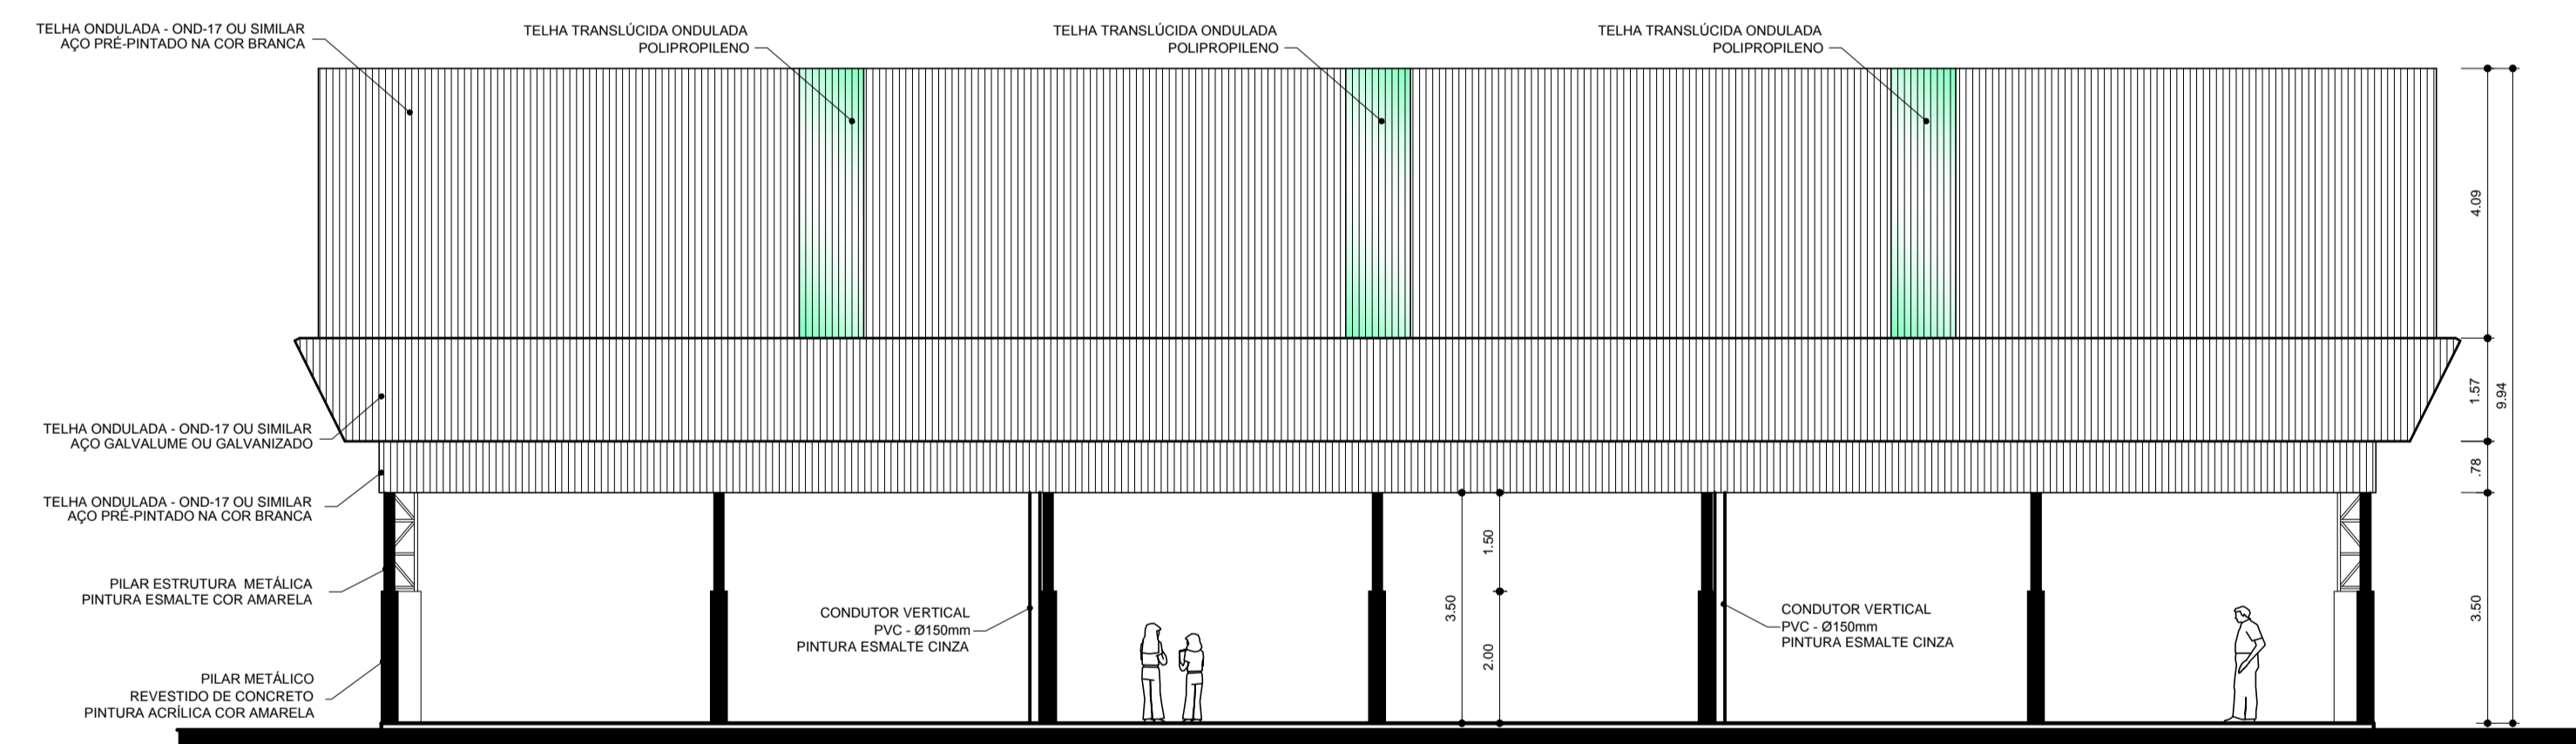 TELHA ONDULADA - OND-17 OU SIMILAR
AÇO PRÉ-PINTADO NA COR BRANCA
TELHA TRANSLÚCIDA ONDULADA
POLIPROPILENO
TELHA TRANSLÚCIDA ONDULADA
POLIPROPILENO
TELHA TRANSLÚCIDA ONDULADA
POLIPROPILENO
4.09
1.57
9.94
.78
3.50
TELHA ONDULADA - OND-17 OU SIMILAR
AÇO GALVALUME OU GALVANIZADO
TELHA ONDULADA - OND-17 OU SIMILAR
AÇO PRÉ-PINTADO NA COR BRANCA
PILAR ESTRUTURA METÁLICA
PINTURA ESMALTE COR AMARELA
PILAR METÁLICO
REVESTIDO DE CONCRETO
PINTURA ACRÍLICA COR AMARELA
CONDUTOR VERTICAL
PVC - Ø150mm
PINTURA ESMALTE CINZA
3.50
1.50
2.00
CONDUTOR VERTICAL
PVC - Ø150mm
PINTURA ESMALTE CINZA